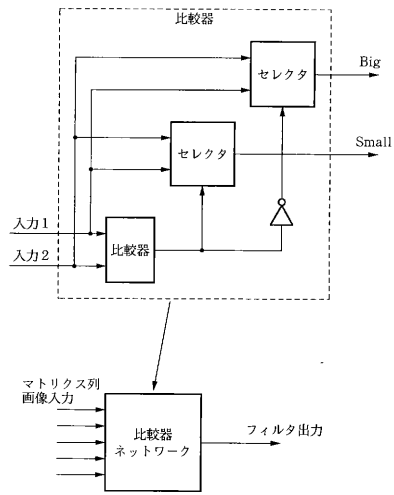 比較器
セレクタ
Big
セレクタ
Small
入力1
入力2
比較器
マトリクス列
画像入力
比較器
ネットワーク
フィルタ出力